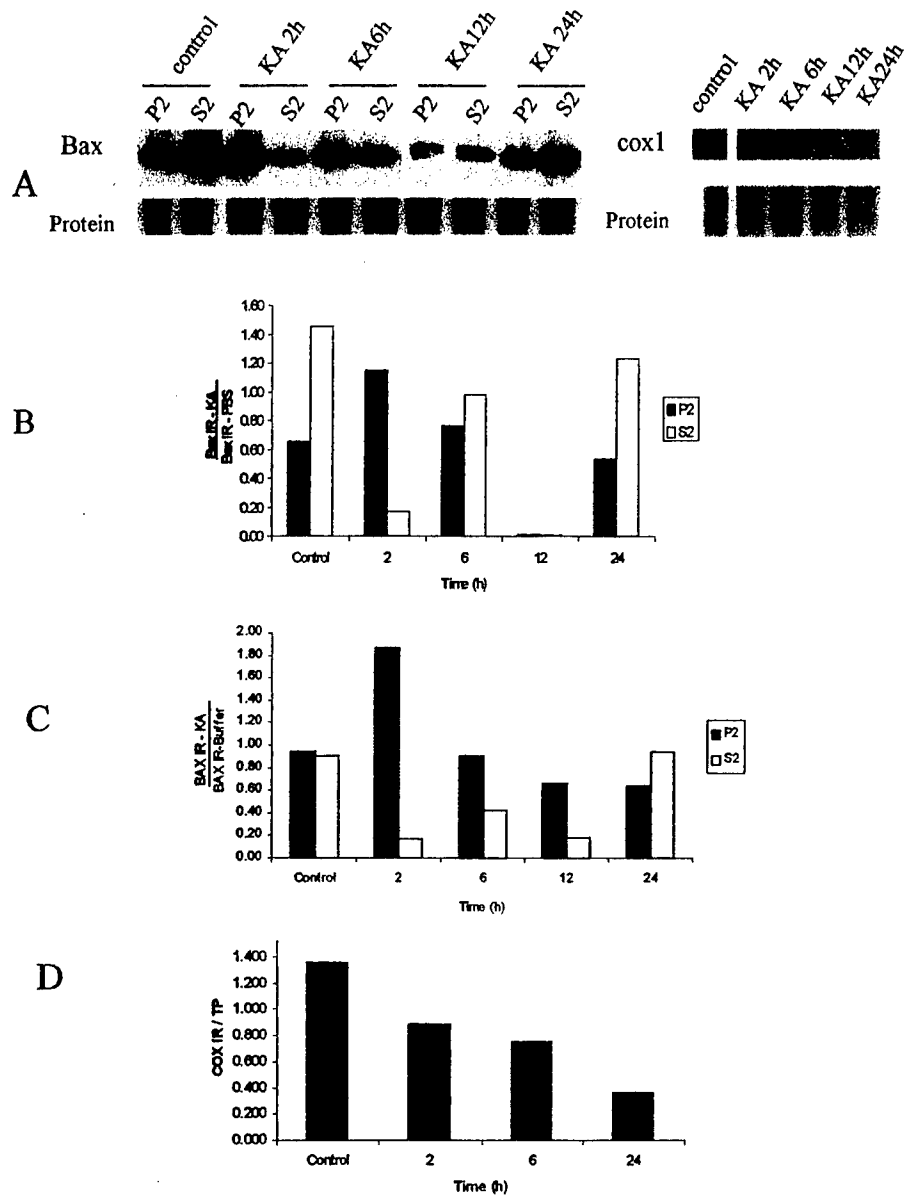 A
control KA 2h KA6h KA12h KA 24h
P2 S2 P2 S2 P2 S2 P2 S2 P2 S2
Bax
Protein
control KA 2h KA 6h KA12h KA24h
cox1
Protein
B
Bax IR - KA
Bax IR - PBS
1.60
1.40
1.20
1.00
0.80
0.60
0.40
0.20
0.00
Control 2 6 12 24
Time (h)
P2
S2
C
BAX IR - KA
BAX IR-Buffer
2.00
1.80
1.60
1.40
1.20
1.00
0.80
0.60
0.40
0.20
0.00
Control 2 6 12 24
Time (h)
P2
S2
D
COX IR / TP
1.400
1.200
1.000
0.800
0.600
0.400
0.200
0.000
Control 2 6 24
Time (h)